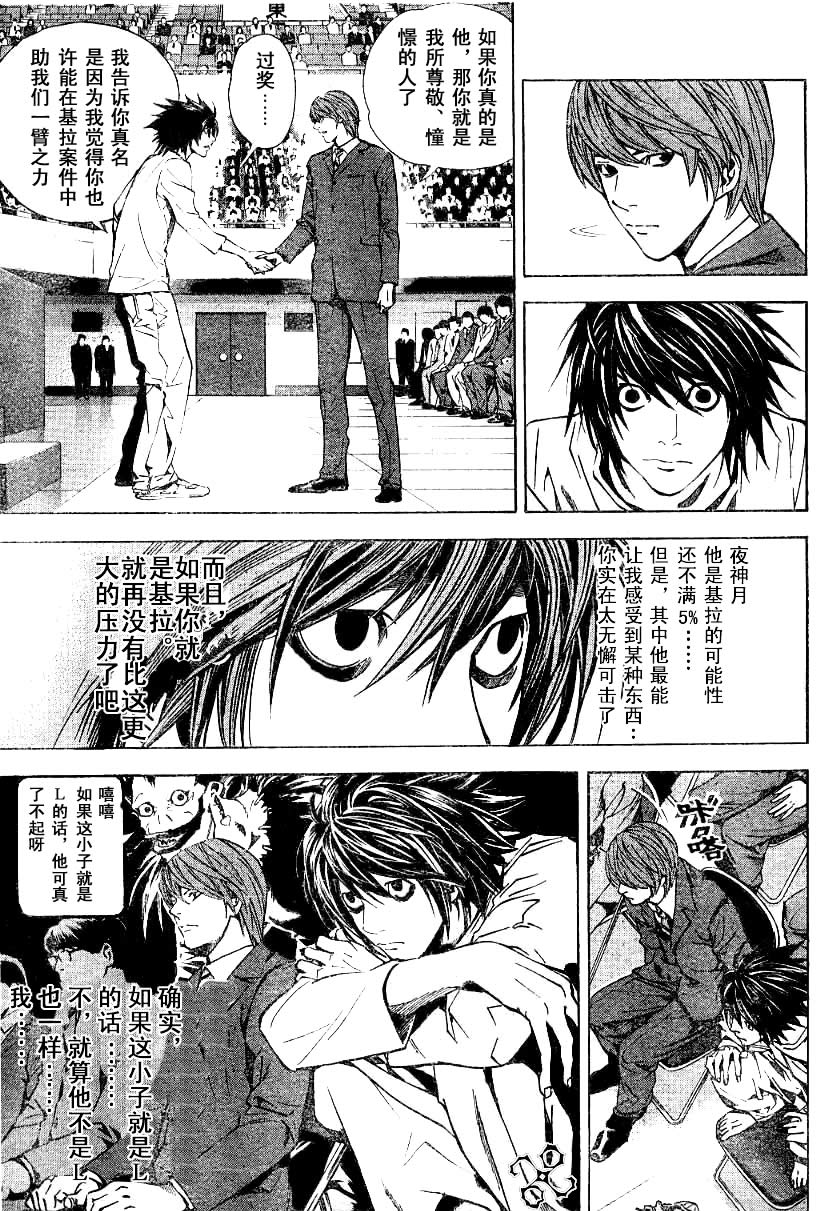 如果你真的是
他，那你就是
我所尊敬、憧
憬的人了
过奖
……
我告诉你真名
是因为我觉得你也
许能在基拉案件中
助我们一臂之力
東
夜神月
他是基拉的可能性
还不满5%……
但是，其中他最能
让我感受到某种东西…
你实在太无懈可击了
而且，
如果你就
是基拉。
就再没有比这更
大的压力了吧
咔喀
嘻嘻
如果这小子就是
L的话，他可真
了不起呀
确实，
如果这小子就是L
的话………
不，就算他不是L
也一样………
我………